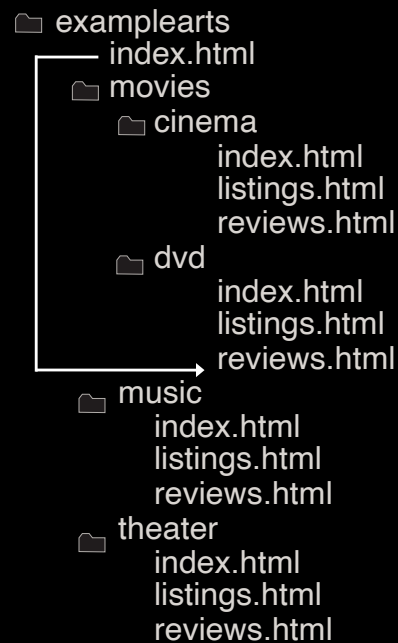 examplearts
index.html
movies
cinema
index.html
listings.html
reviews.html
dvd
index.html
listings.html
reviews.html
music
index.html
listings.html
reviews.html
theater
index.html
listings.html
reviews.html